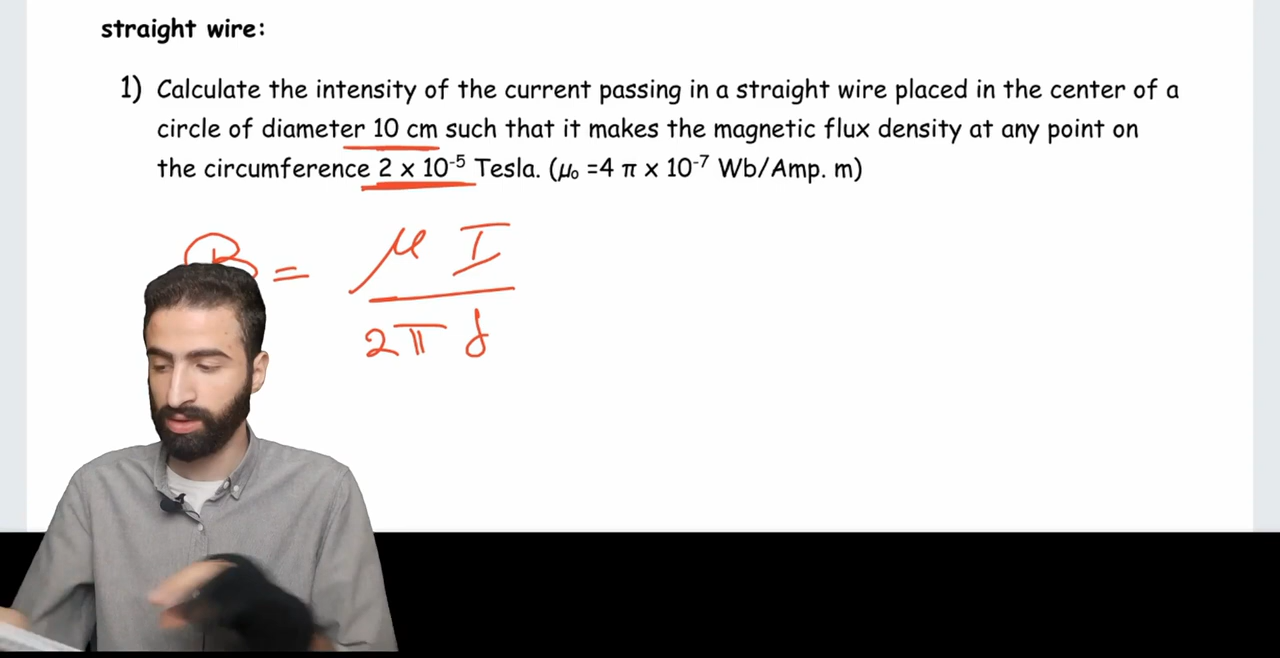 straight wire:
1) Calculate the intensity of the current passing in a straight wire placed in the center of a
circle of diameter 10 cm such that it makes the magnetic flux density at any point on
the circumference 2 x 10⁻⁵ Tesla. (μ₀ =4 π x 10⁻⁷ Wb/Amp. m)
B = μ I
2π d